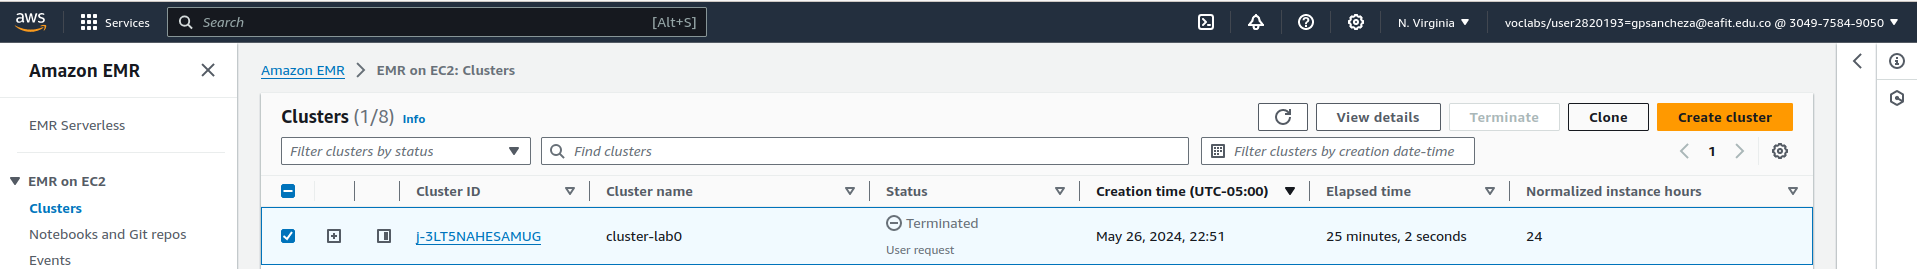 aws Services Search [Alt+S] N. Virginia voclabs/user2820193=gpsancheza@eafit.edu.co @ 3049-7584-9050
Amazon EMR
EMR Serverless
EMR on EC2
Clusters
Notebooks and Git repos
Events
Amazon EMR EMR on EC2: Clusters
Clusters (1/8) Info View details Terminate Clone Create cluster
Filter clusters by status Find clusters Filter clusters by creation date-time 1
Cluster ID Cluster name Status Creation time (UTC-05:00) Elapsed time Normalized instance hours
j-3LT5NAHESAMUG cluster-lab0 Terminated May 26, 2024, 22:51 25 minutes, 2 seconds 24
User request